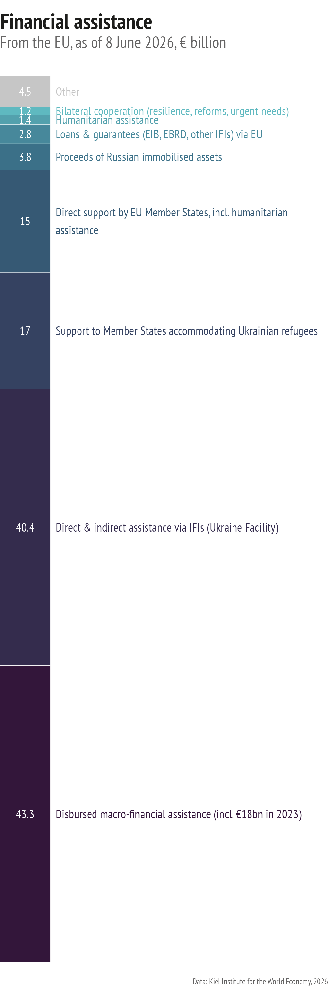 Financial assistance
From the EU, as of 8 June 2026, € billion
4.5 Other
1.2 Bilateral cooperation (resilience, reforms, urgent needs)
1.4 Humanitarian assistance
2.8 Loans & guarantees (EIB, EBRD, other IFIs) via EU
3.8 Proceeds of Russian immobilised assets
15 Direct support by EU Member States, incl. humanitarian
assistance
17 Support to Member States accommodating Ukrainian refugees
40.4 Direct & indirect assistance via IFIs (Ukraine Facility)
43.3 Disbursed macro-financial assistance (incl. €18bn in 2023)
Data: Kiel Institute for the World Economy, 2026